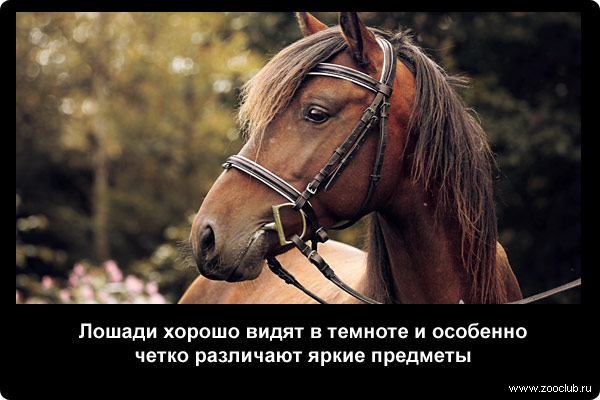 Лошади хорошо видят в темноте и особенно
четко различают яркие предметы
www.zooclub.ru